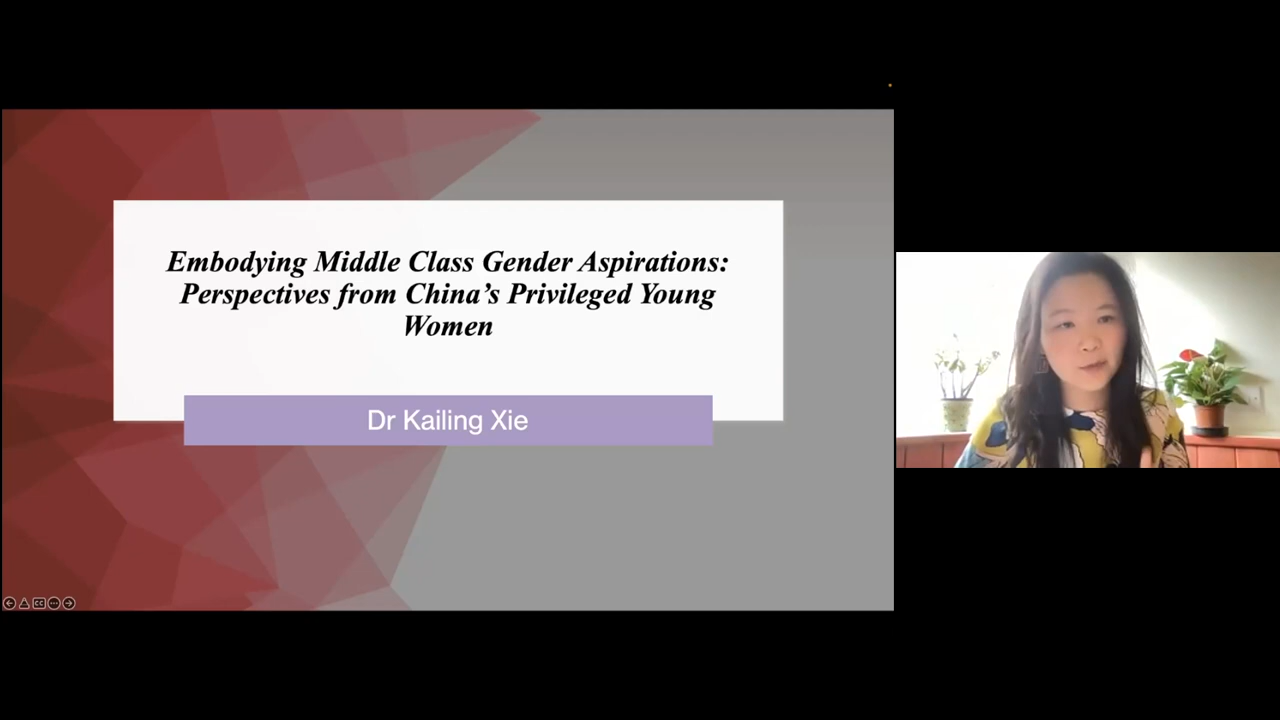 Embodying Middle Class Gender Aspirations:
Perspectives from China's Privileged Young
Women
Dr Kailing Xie